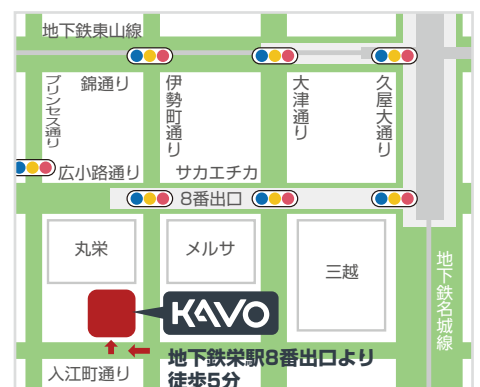 地下鉄東山線
プリンセス通り
錦通り
伊勢町通り
大津通り
久屋大通り
広小路通り
サカエチカ
8番出口
丸栄
メルサ
三越
地下鉄名城線
KAVO
地下鉄栄駅8番出口より
徒歩5分
入江町通り